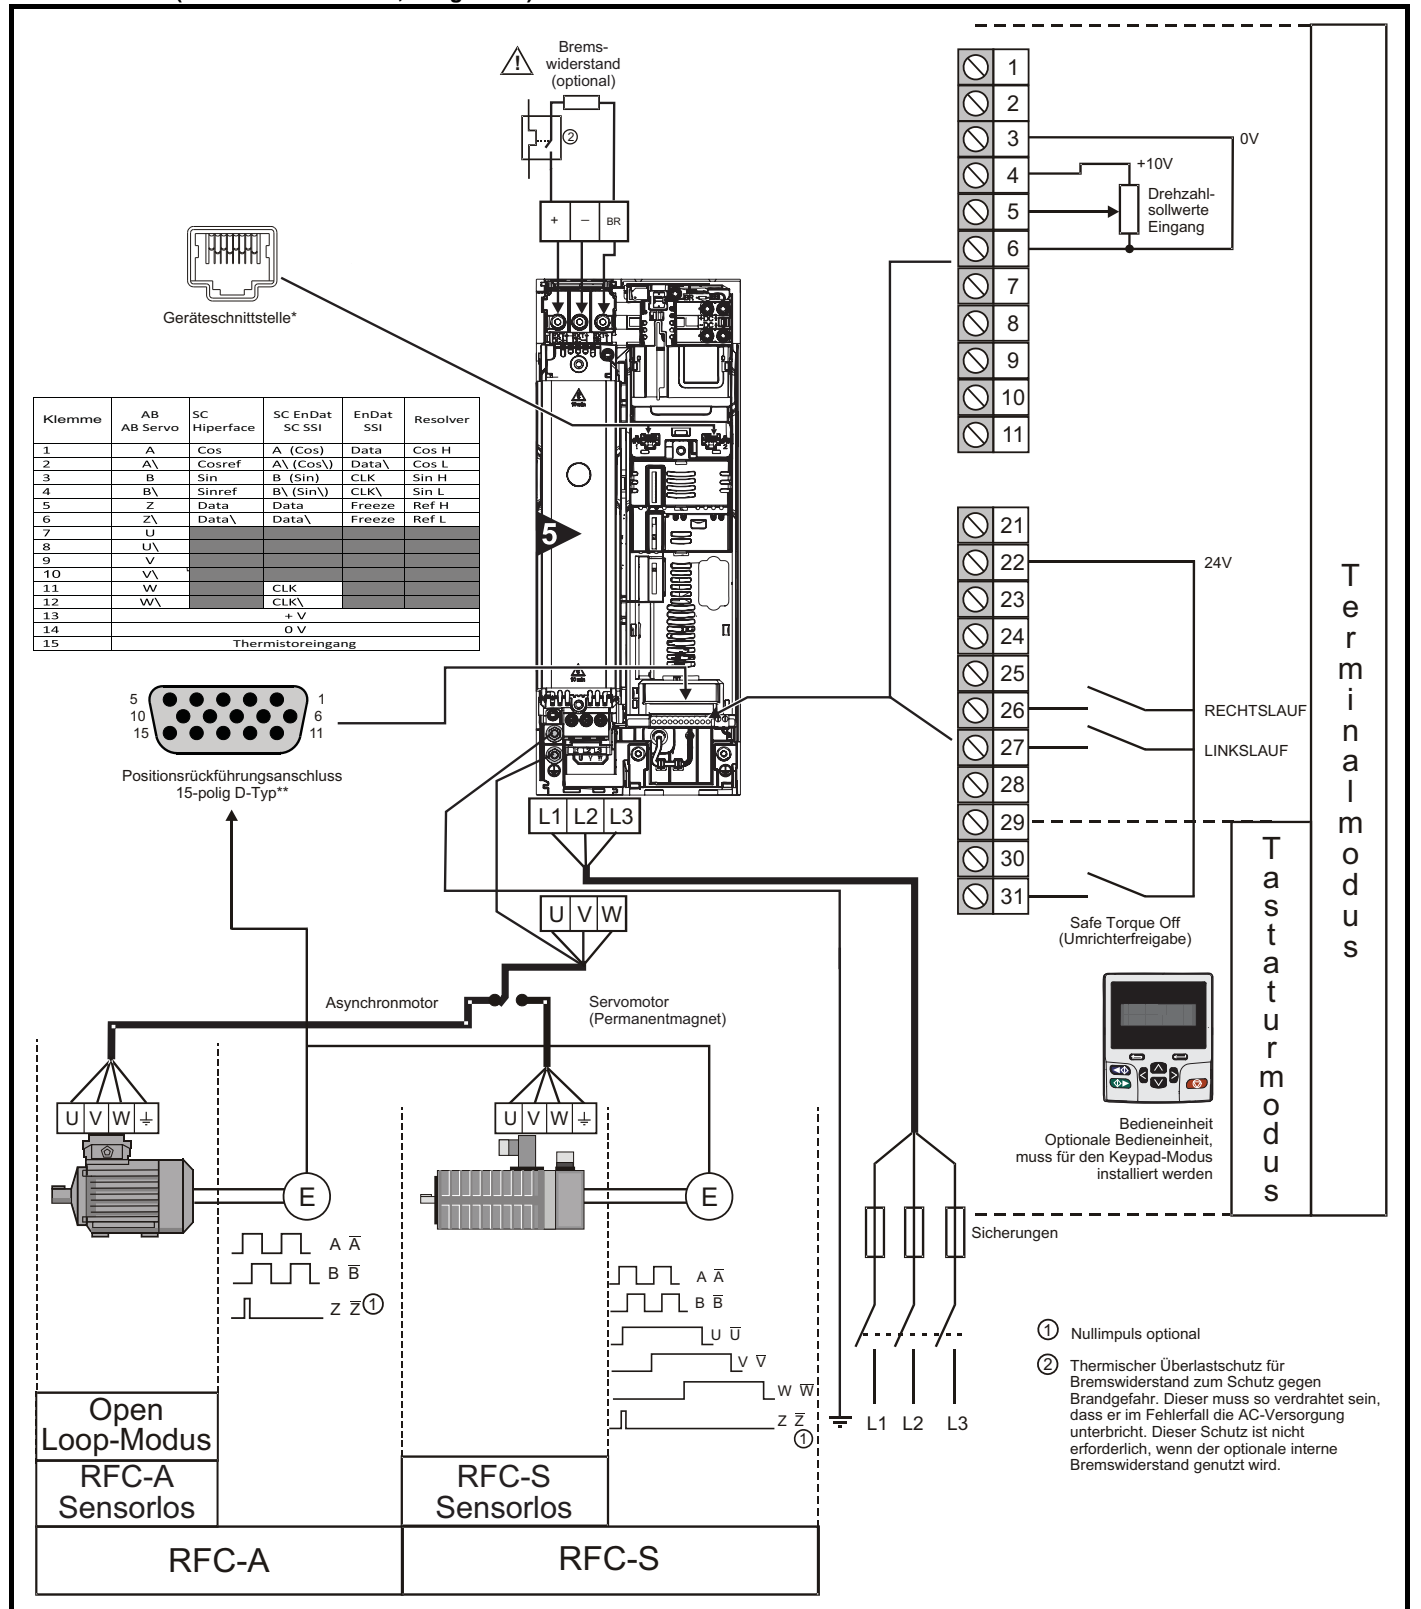 Brems-
widerstand
(optional)
2
+ – BR
Geräteschnittstelle*
Klemme AB AB Servo SC Hiperface SC EnDat SC SSI EnDat SSI Resolver
1 A Cos A (Cos) Data Cos H
2 A\ Cosref A\ (Cos\) Data\ Cos L
3 B Sin B (Sin) CLK Sin H
4 B\ Sinref B\ (Sin\) CLK\ Sin L
5 Z Data Data Freeze Ref H
6 Z\ Data\ Data\ Freeze Ref L
7 U
8 U\
9 V
10 V\
11 W CLK
12 W\ CLK\
13 + V
14 0 V
15 Thermistoreingang
5 1
10 6
15 11
Positionsrückführungsanschluss
15-polig D-Typ**
5
L1 L2 L3
U V W
1
2
3
4
5
6
7
8
9
10
11
0V
+10V
Drehzahl-
sollwerte
Eingang
21
22
23
24
25
26
27
28
29
30
31
24V
RECHTSLAUF
LINKSLAUF
Safe Torque Off
(Umrichterfreigabe)
Terminalmodus
Tastaturmodus
Bedieneinheit
Optionale Bedieneinheit,
muss für den Keypad-Modus
installiert werden
Asynchronmotor
Servomotor
(Permanentmagnet)
U V W
U V W
E
E
A A̅
B B̅
Z Z̅ 1
A A̅
B B̅
U U̅
V V̅
W W̅
Z Z̅
1
Sicherungen
L1 L2 L3
1 Nullimpuls optional
2 Thermischer Überlastschutz für
Bremswiderstand zum Schutz gegen
Brandgefahr. Dieser muss so verdrahtet sein,
dass er im Fehlerfall die AC-Versorgung
unterbricht. Dieser Schutz ist nicht
erforderlich, wenn der optionale interne
Bremswiderstand genutzt wird.
Open
Loop-Modus
RFC-A
Sensorlos
RFC-S
Sensorlos
RFC-A
RFC-S